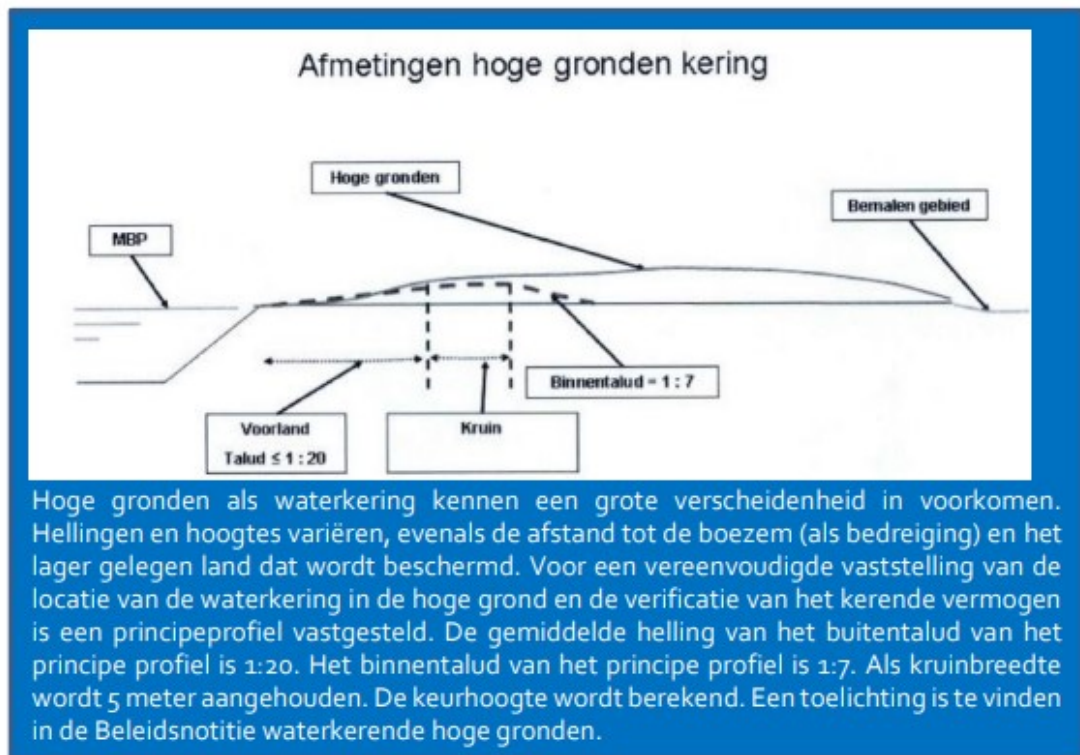 Afmetingen hoge gronden kering
Hoge gronden
Bemalen gebied
MBP
Binnentalud = 1 : 7
Voorland
Talud ≤ 1 : 20
Kruin
Hoge gronden als waterkering kennen een grote verscheidenheid in voorkomen.
Hellingen en hoogtes variëren, evenals de afstand tot de boezem (als bedreiging) en het
lager gelegen land dat wordt beschermd. Voor een vereenvoudigde vaststelling van de
locatie van de waterkering in de hoge grond en de verificatie van het kerende vermogen
is een principeprofiel vastgesteld. De gemiddelde helling van het buitentalud van het
principe profiel is 1:20. Het binnentalud van het principe profiel is 1:7. Als kruinbreedte
wordt 5 meter aangehouden. De keurhoogte wordt berekend. Een toelichting is te vinden
in de Beleidsnotitie waterkerende hoge gronden.